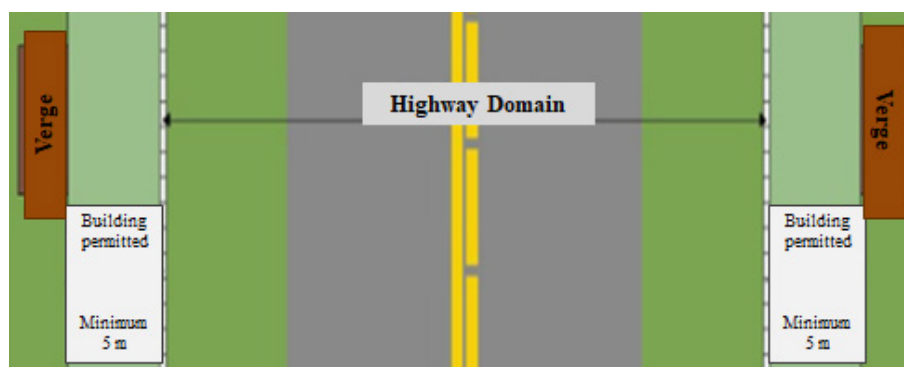 Highway Domain
Verge
Verge
Building
permitted
Minimum
5 m
Building
permitted
Minimum
5 m